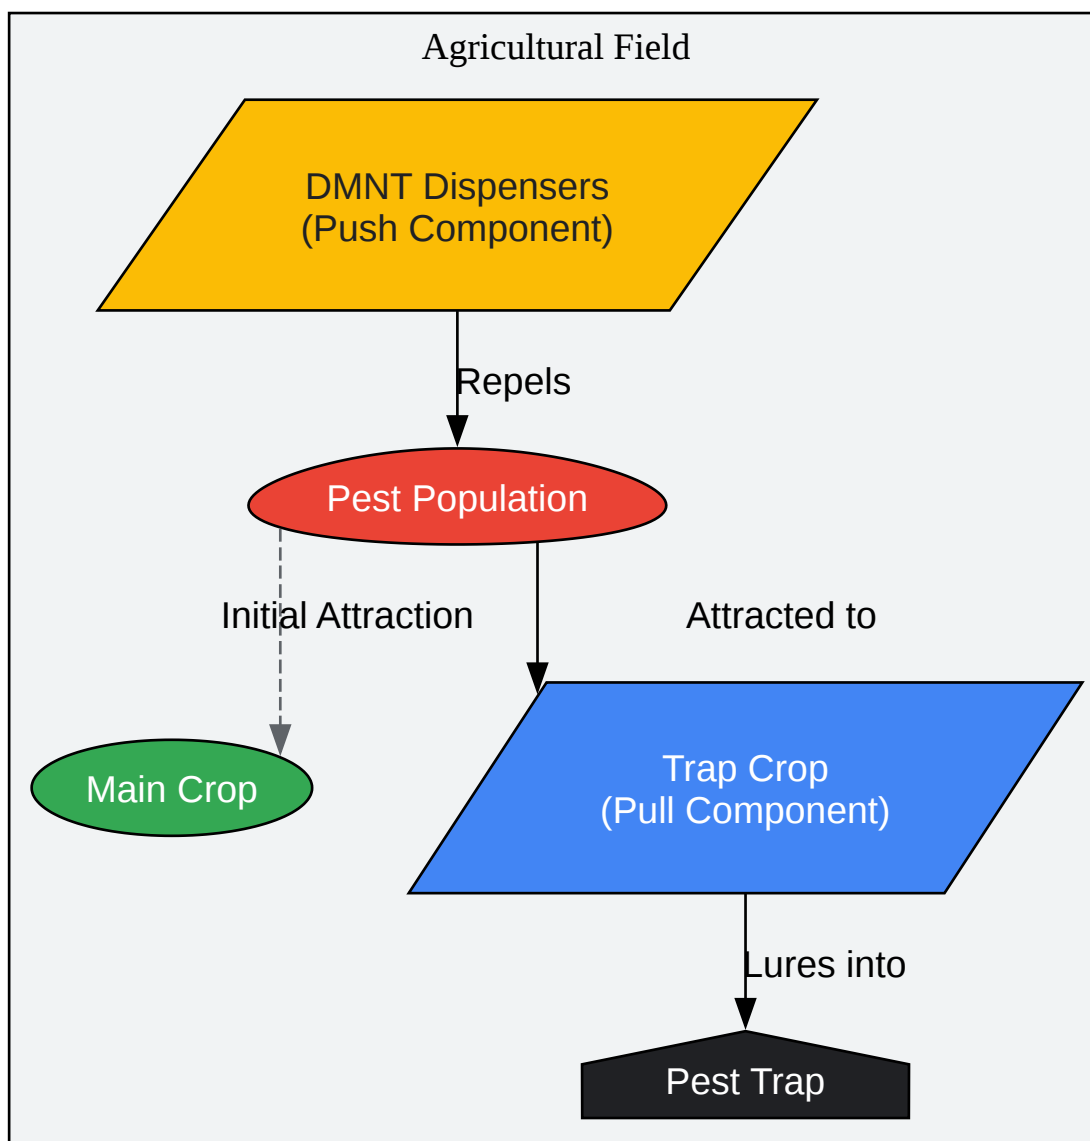 Agricultural Field
DMNT Dispensers
(Push Component)
Repels
Pest Population
Initial Attraction
Attracted to
Main Crop
Trap Crop
(Pull Component)
Lures into
Pest Trap